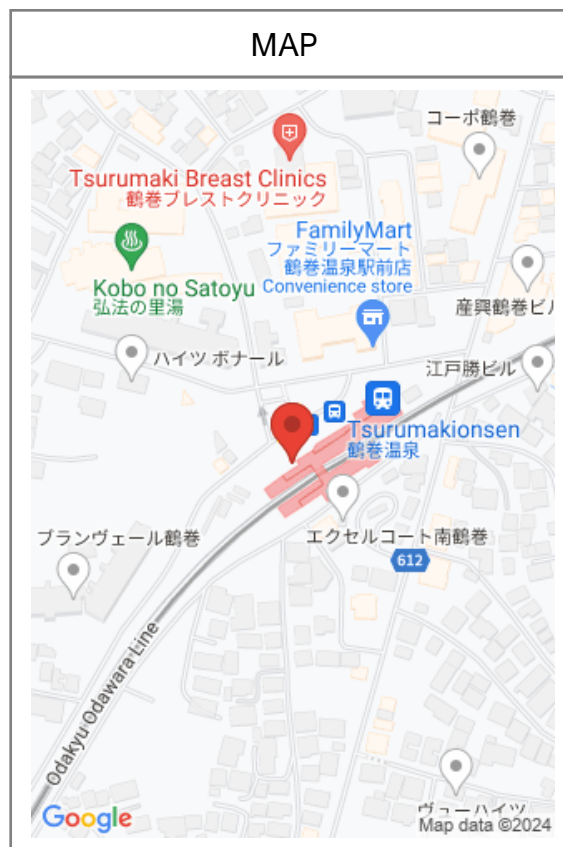 MAP
コーポ鶴巻
Tsurumaki Breast Clinics
鶴巻ブレストクリニック
FamilyMart
ファミリーマート
鶴巻温泉駅前店
Convenience store
Kobo no Satoyu
弘法の里湯
産興鶴巻ビル
ハイツ ボナール
江戸勝ビル
Tsurumakionsen
鶴巻温泉
ブランヴェール鶴巻
エクセルコート南鶴巻
612
Odakyu Odawara Line
ヴューハイツ
Google
Map data ©2024